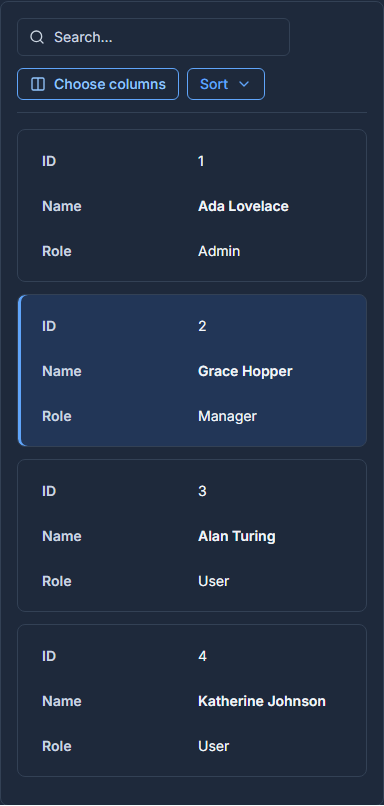 Search...
Choose columns Sort
ID 1
Name Ada Lovelace
Role Admin
ID 2
Name Grace Hopper
Role Manager
ID 3
Name Alan Turing
Role User
ID 4
Name Katherine Johnson
Role User